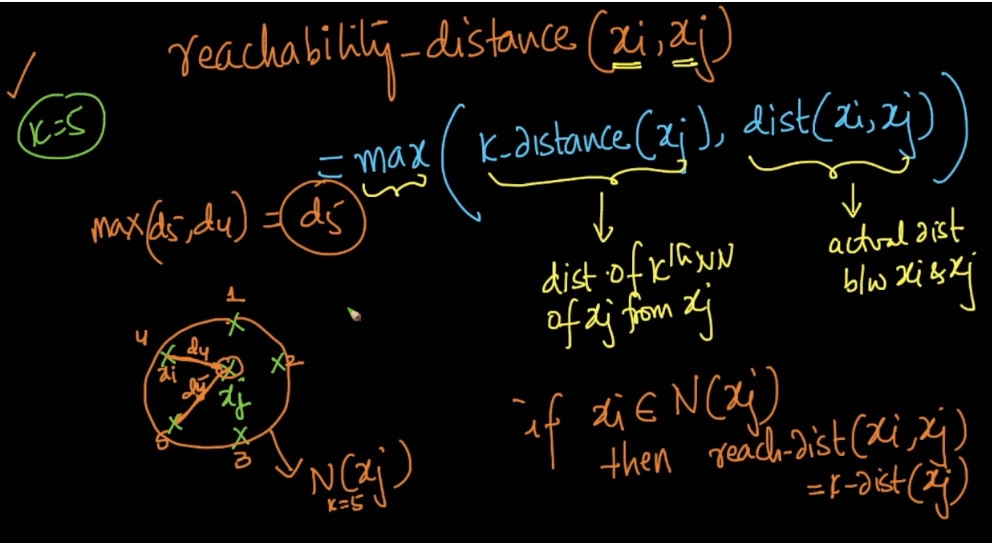 reachability-distance (xi, xj)
k=5
= max ( k-distance(xj), dist(xi, xj) )
max(d5, d4) = d5
dist of kth NN
of xj from xj
actual dist
b/w xi & xj
1
4
d4
2
xi
d5
xj
5
3
N(xj)
k=5
if xi ∈ N(xj)
then reach-dist(xi, xj)
= k-dist(xj)